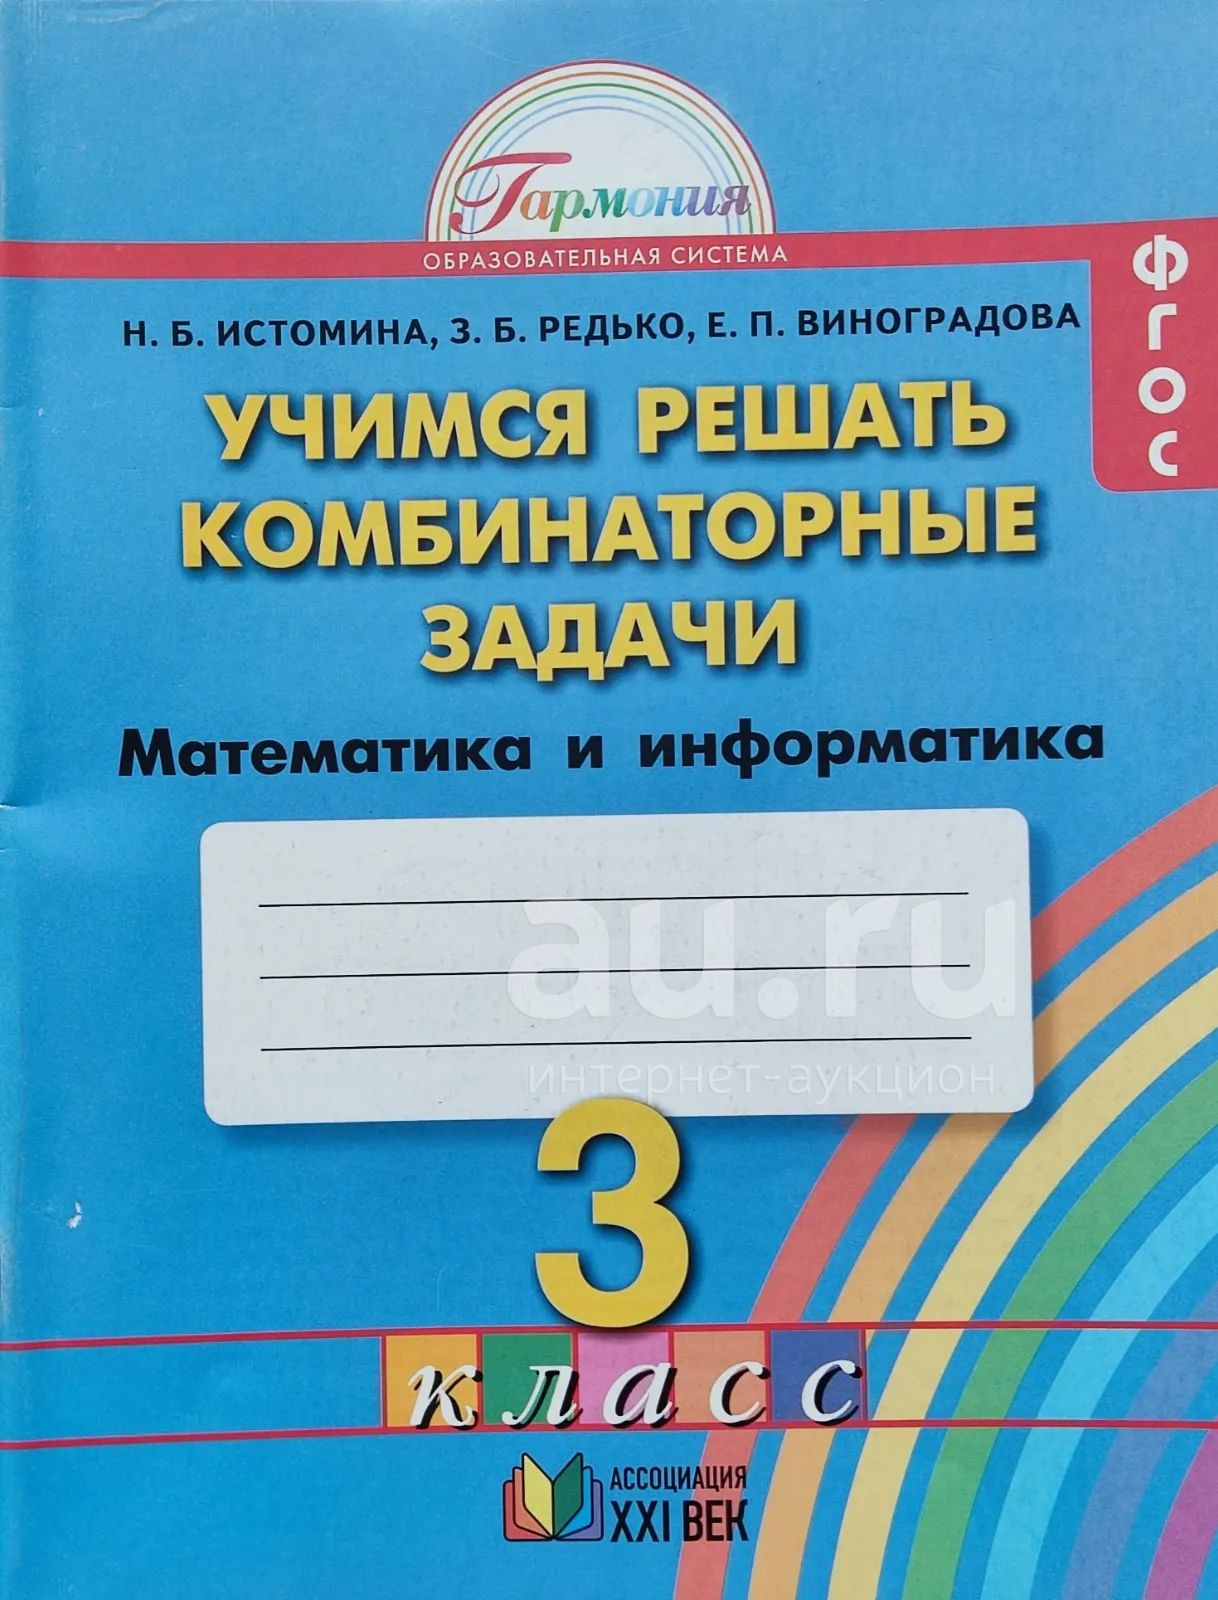 Гармония
ОБРАЗОВАТЕЛЬНАЯ СИСТЕМА
ФГОС
Н. Б. ИСТОМИНА, З. Б. РЕДЬКО, Е. П. ВИНОГРАДОВА
УЧИМСЯ РЕШАТЬ
КОМБИНАТОРНЫЕ
ЗАДАЧИ
Математика и информатика
au.ru
интернет-аукцион
3
класс
АССОЦИАЦИЯ
XXI ВЕК